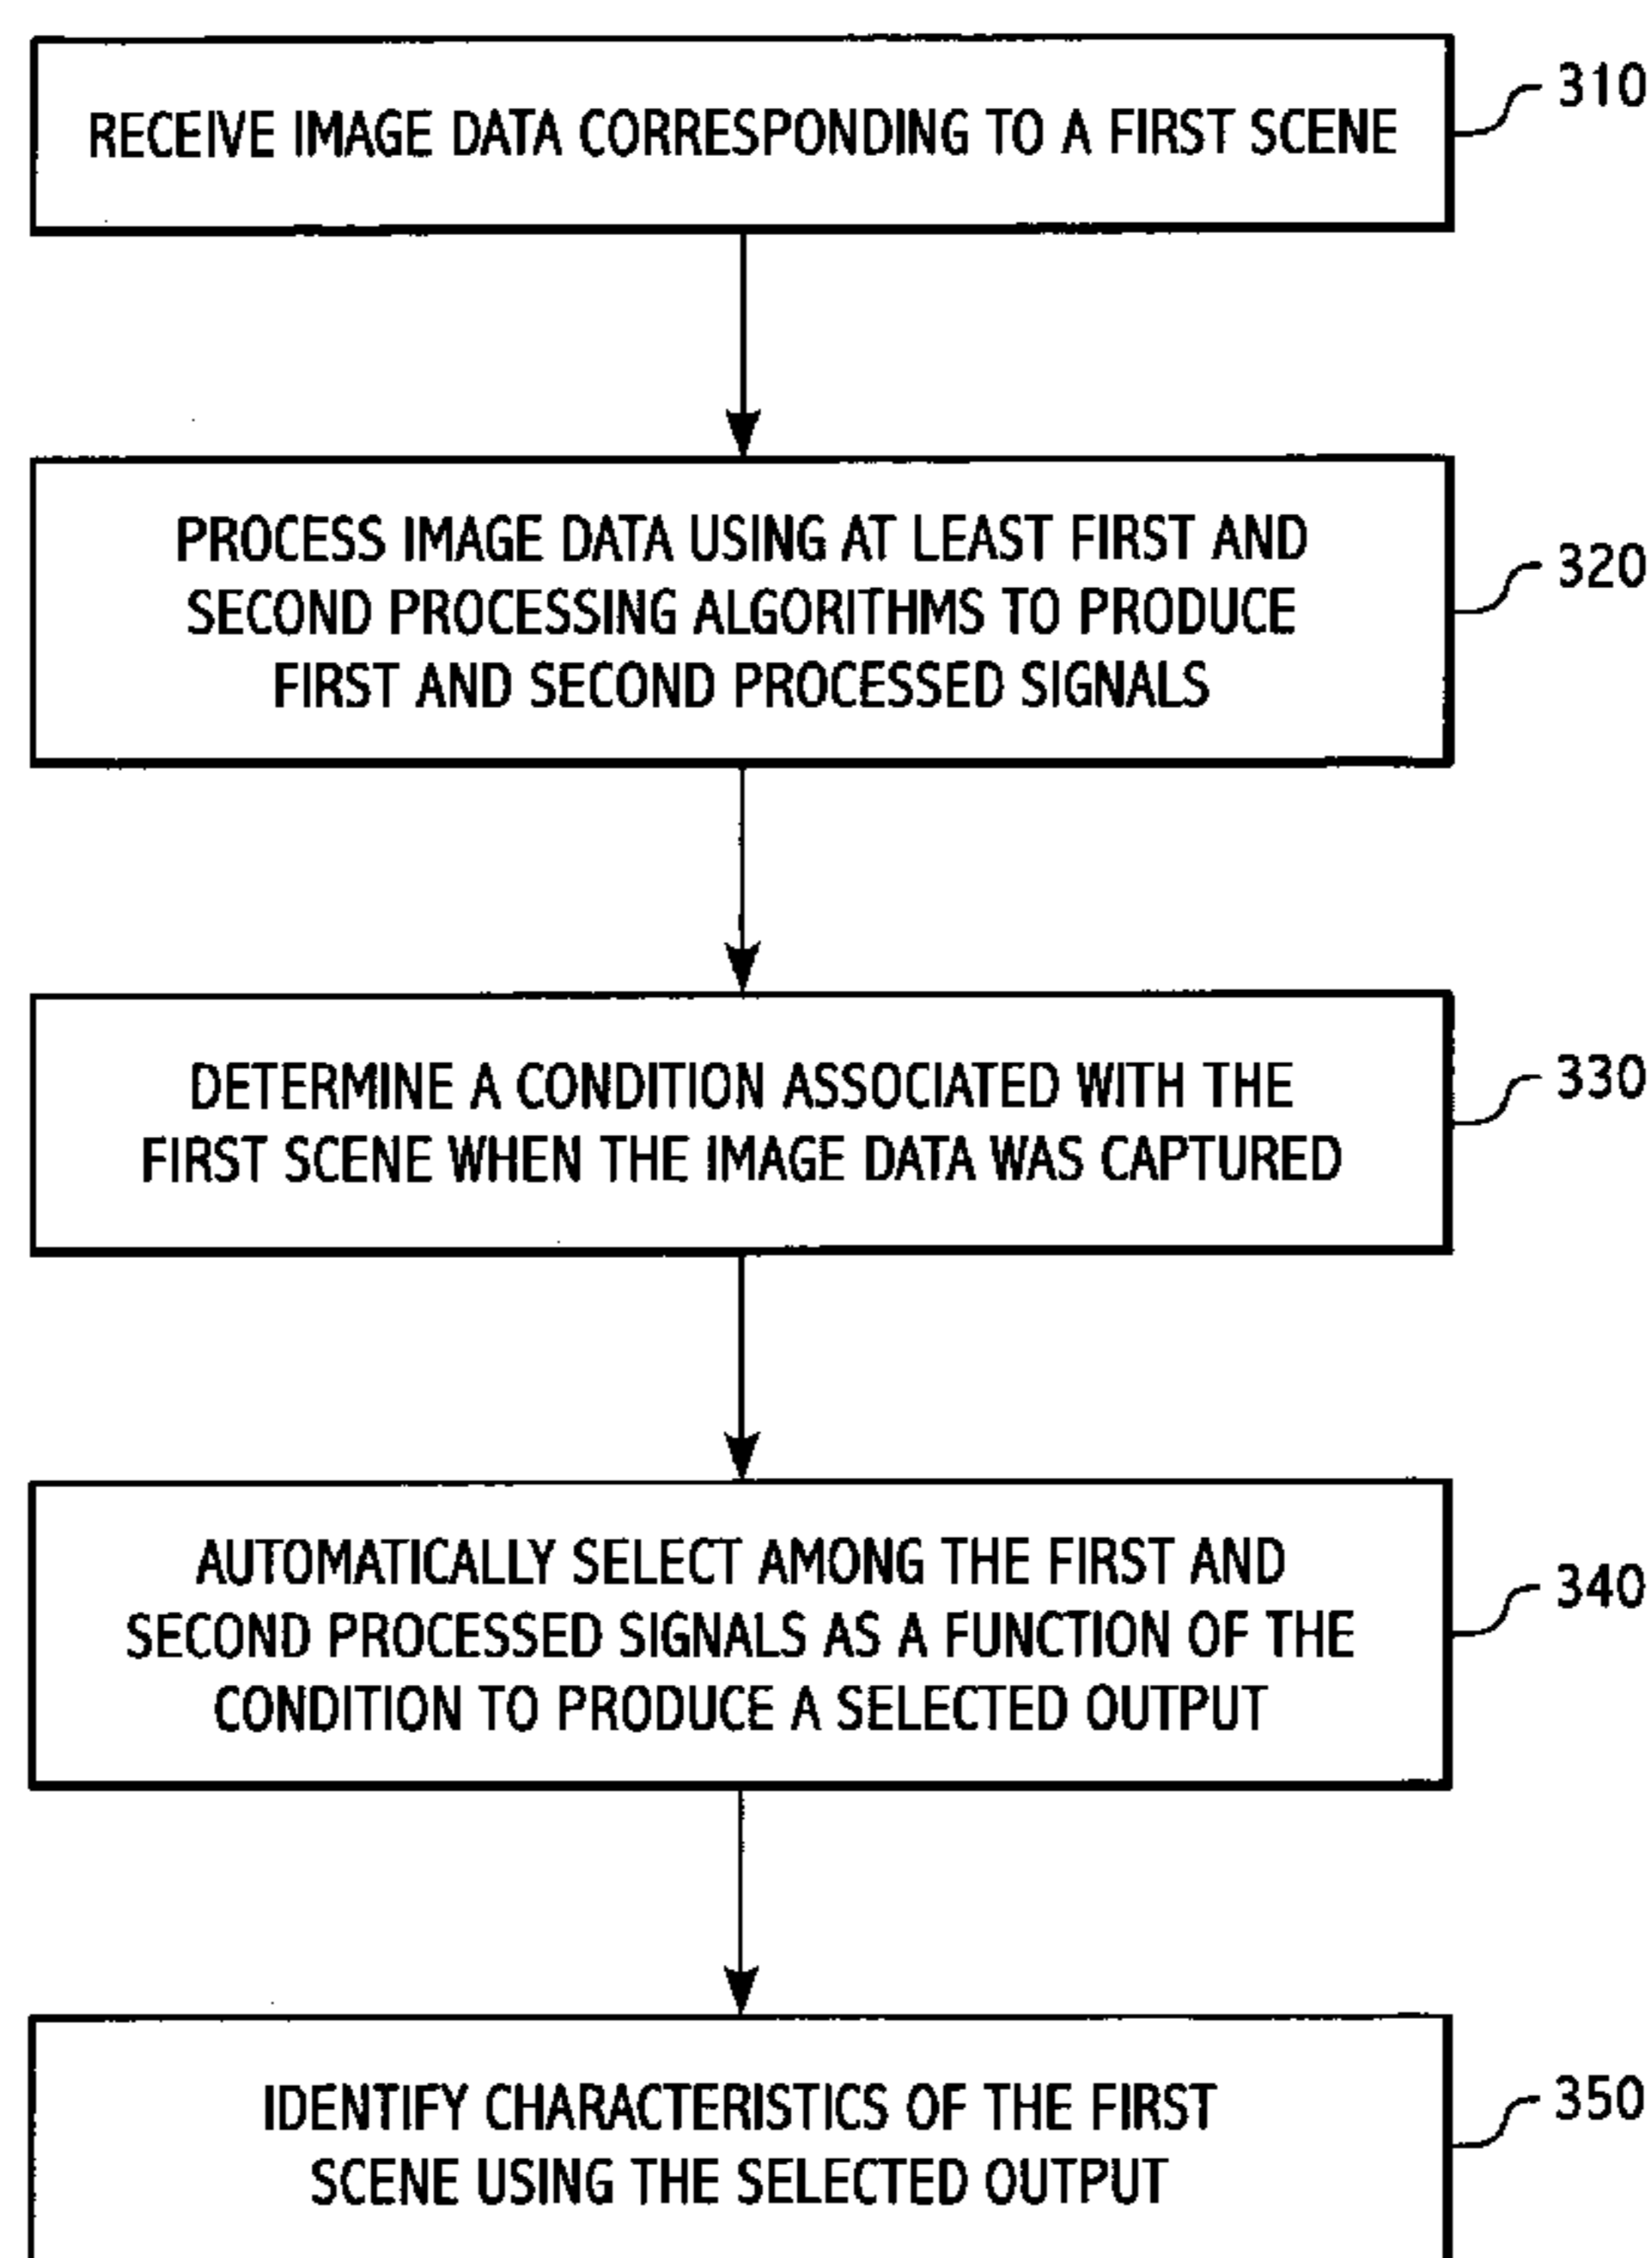 RECEIVE IMAGE DATA CORRESPONDING TO A FIRST SCENE
310
PROCESS IMAGE DATA USING AT LEAST FIRST AND
SECOND PROCESSING ALGORITHMS TO PRODUCE
FIRST AND SECOND PROCESSED SIGNALS
320
DETERMINE A CONDITION ASSOCIATED WITH THE
FIRST SCENE WHEN THE IMAGE DATA WAS CAPTURED
330
AUTOMATICALLY SELECT AMONG THE FIRST AND
SECOND PROCESSED SIGNALS AS A FUNCTION OF THE
CONDITION TO PRODUCE A SELECTED OUTPUT
340
IDENTIFY CHARACTERISTICS OF THE FIRST
SCENE USING THE SELECTED OUTPUT
350